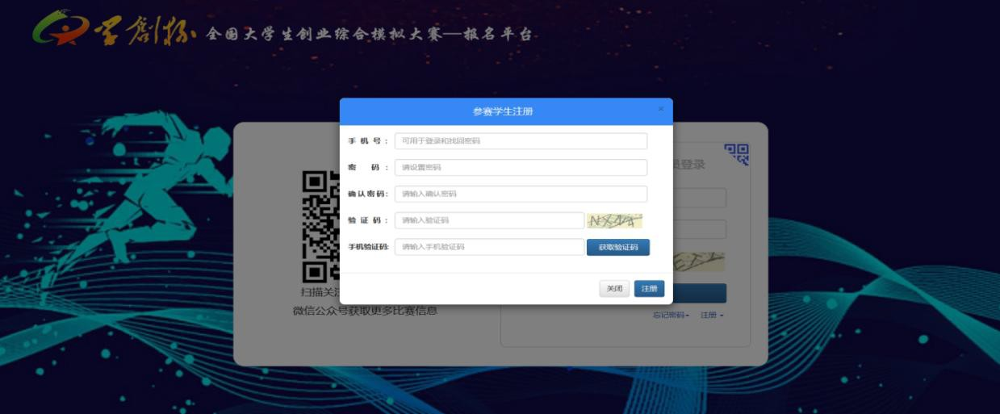 学创杯 全国大学生创业综合模拟大赛—报名平台
参赛学生注册 ×
手 机 号： 可用于登录和找回密码
密 码： 请设置密码
确认密码： 请输入确认密码
验 证 码： 请输入验证码 NX44
手机验证码: 请输入手机验证码 获取验证码
关闭 注册
员登录
扫描关注
微信公众号获取更多比赛信息
忘记密码 注册